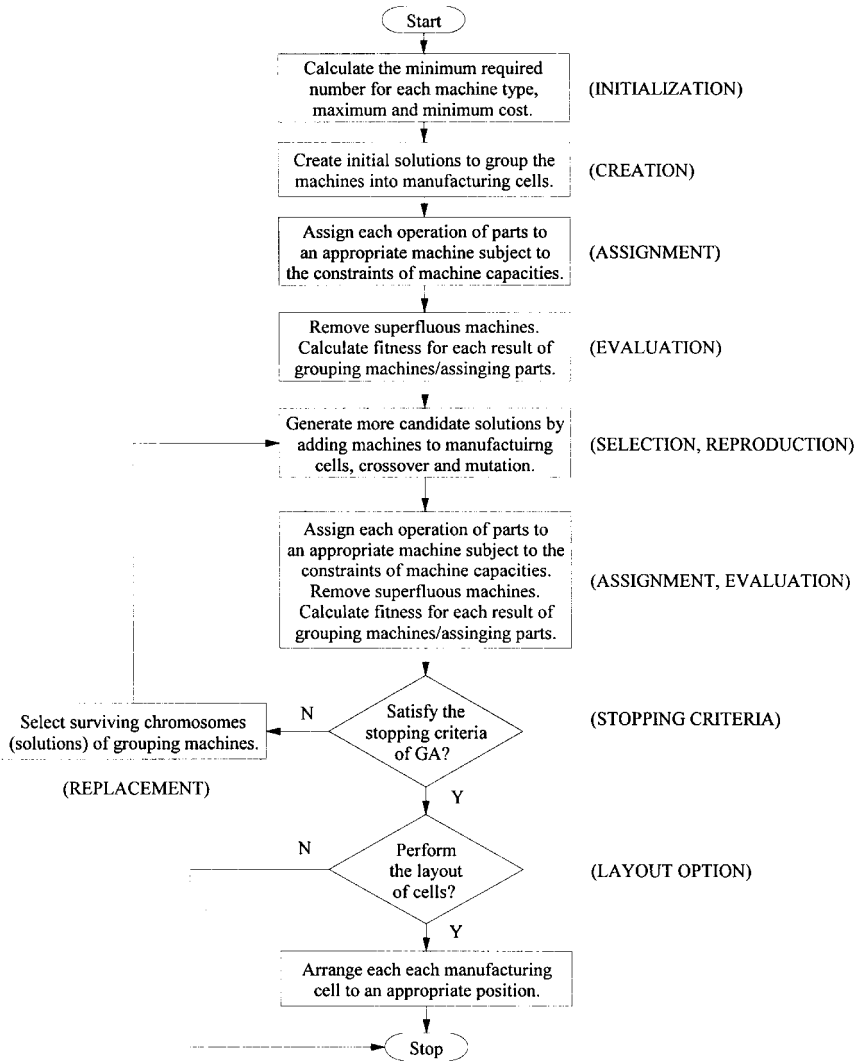 Start
Calculate the minimum required
number for each machine type,
maximum and minimum cost.
(INITIALIZATION)
Create initial solutions to group the
machines into manufacturing cells.
(CREATION)
Assign each operation of parts to
an appropriate machine subject to
the constraints of machine capacities.
(ASSIGNMENT)
Remove superfluous machines.
Calculate fitness for each result of
grouping machines/assinging parts.
(EVALUATION)
Generate more candidate solutions by
adding machines to manufactuirng
cells, crossover and mutation.
(SELECTION, REPRODUCTION)
Assign each operation of parts to
an appropriate machine subject to the
constraints of machine capacities.
Remove superfluous machines.
Calculate fitness for each result of
grouping machines/assinging parts.
(ASSIGNMENT, EVALUATION)
Satisfy the
stopping criteria
of GA?
(STOPPING CRITERIA)
N
Select surviving chromosomes
(solutions) of grouping machines.
(REPLACEMENT)
Y
N
Perform
the layout
of cells?
(LAYOUT OPTION)
Y
Arrange each each manufacturing
cell to an appropriate position.
Stop